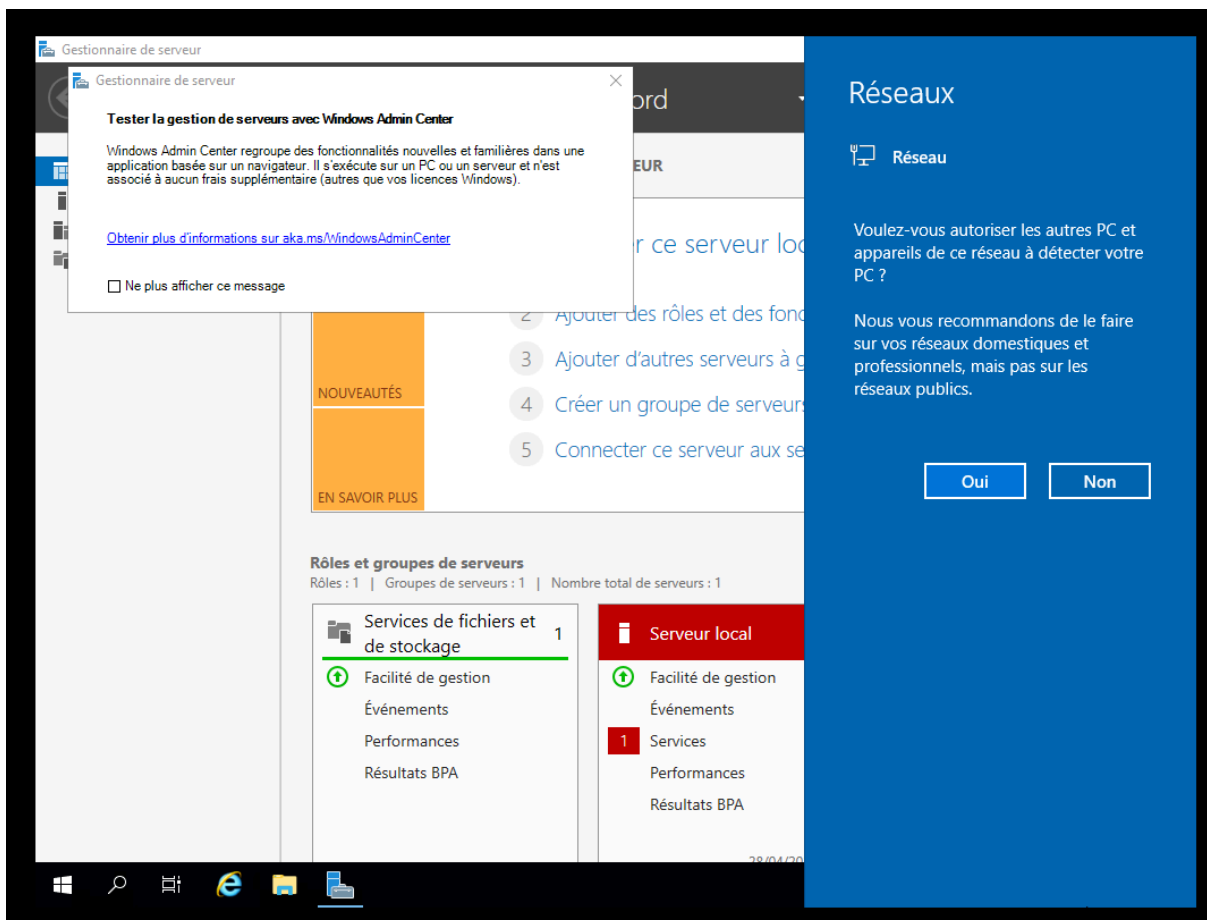 Gestionnaire de serveur
Gestionnaire de serveur
Tester la gestion de serveurs avec Windows Admin Center
Windows Admin Center regroupe des fonctionnalités nouvelles et familières dans une
application basée sur un navigateur. Il s'exécute sur un PC ou un serveur et n'est
associé à aucun frais supplémentaire (autres que vos licences Windows).
Obtenir plus d'informations sur aka.ms/WindowsAdminCenter
Ne plus afficher ce message
ord
EUR
r ce serveur loc
2 Ajouter des rôles et des fonc
3 Ajouter d'autres serveurs à g
4 Créer un groupe de serveurs
5 Connecter ce serveur aux se
NOUVEAUTÉS
EN SAVOIR PLUS
Rôles et groupes de serveurs
Rôles : 1 | Groupes de serveurs : 1 | Nombre total de serveurs : 1
Services de fichiers et
de stockage
1
Facilité de gestion
Événements
Performances
Résultats BPA
Serveur local
Facilité de gestion
Événements
1 Services
Performances
Résultats BPA
28/04/20
Réseaux
Réseau
Voulez-vous autoriser les autres PC et
appareils de ce réseau à détecter votre
PC ?
Nous vous recommandons de le faire
sur vos réseaux domestiques et
professionnels, mais pas sur les
réseaux publics.
Oui
Non